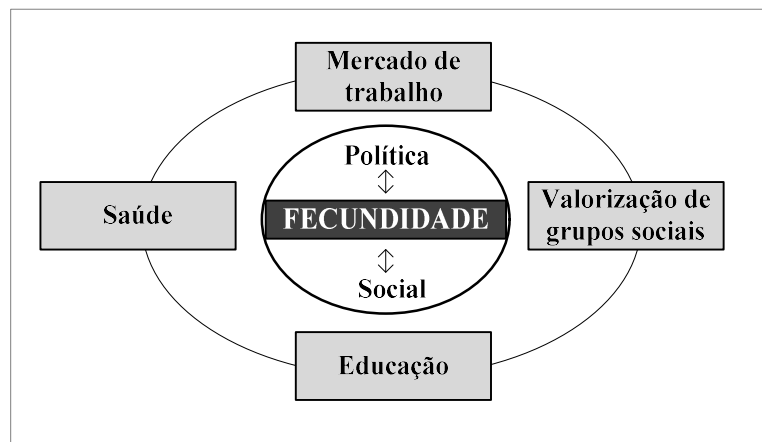 Mercado de
trabalho
Política
Saúde
FECUNDIDADE
Valorização de
grupos sociais
Social
Educação